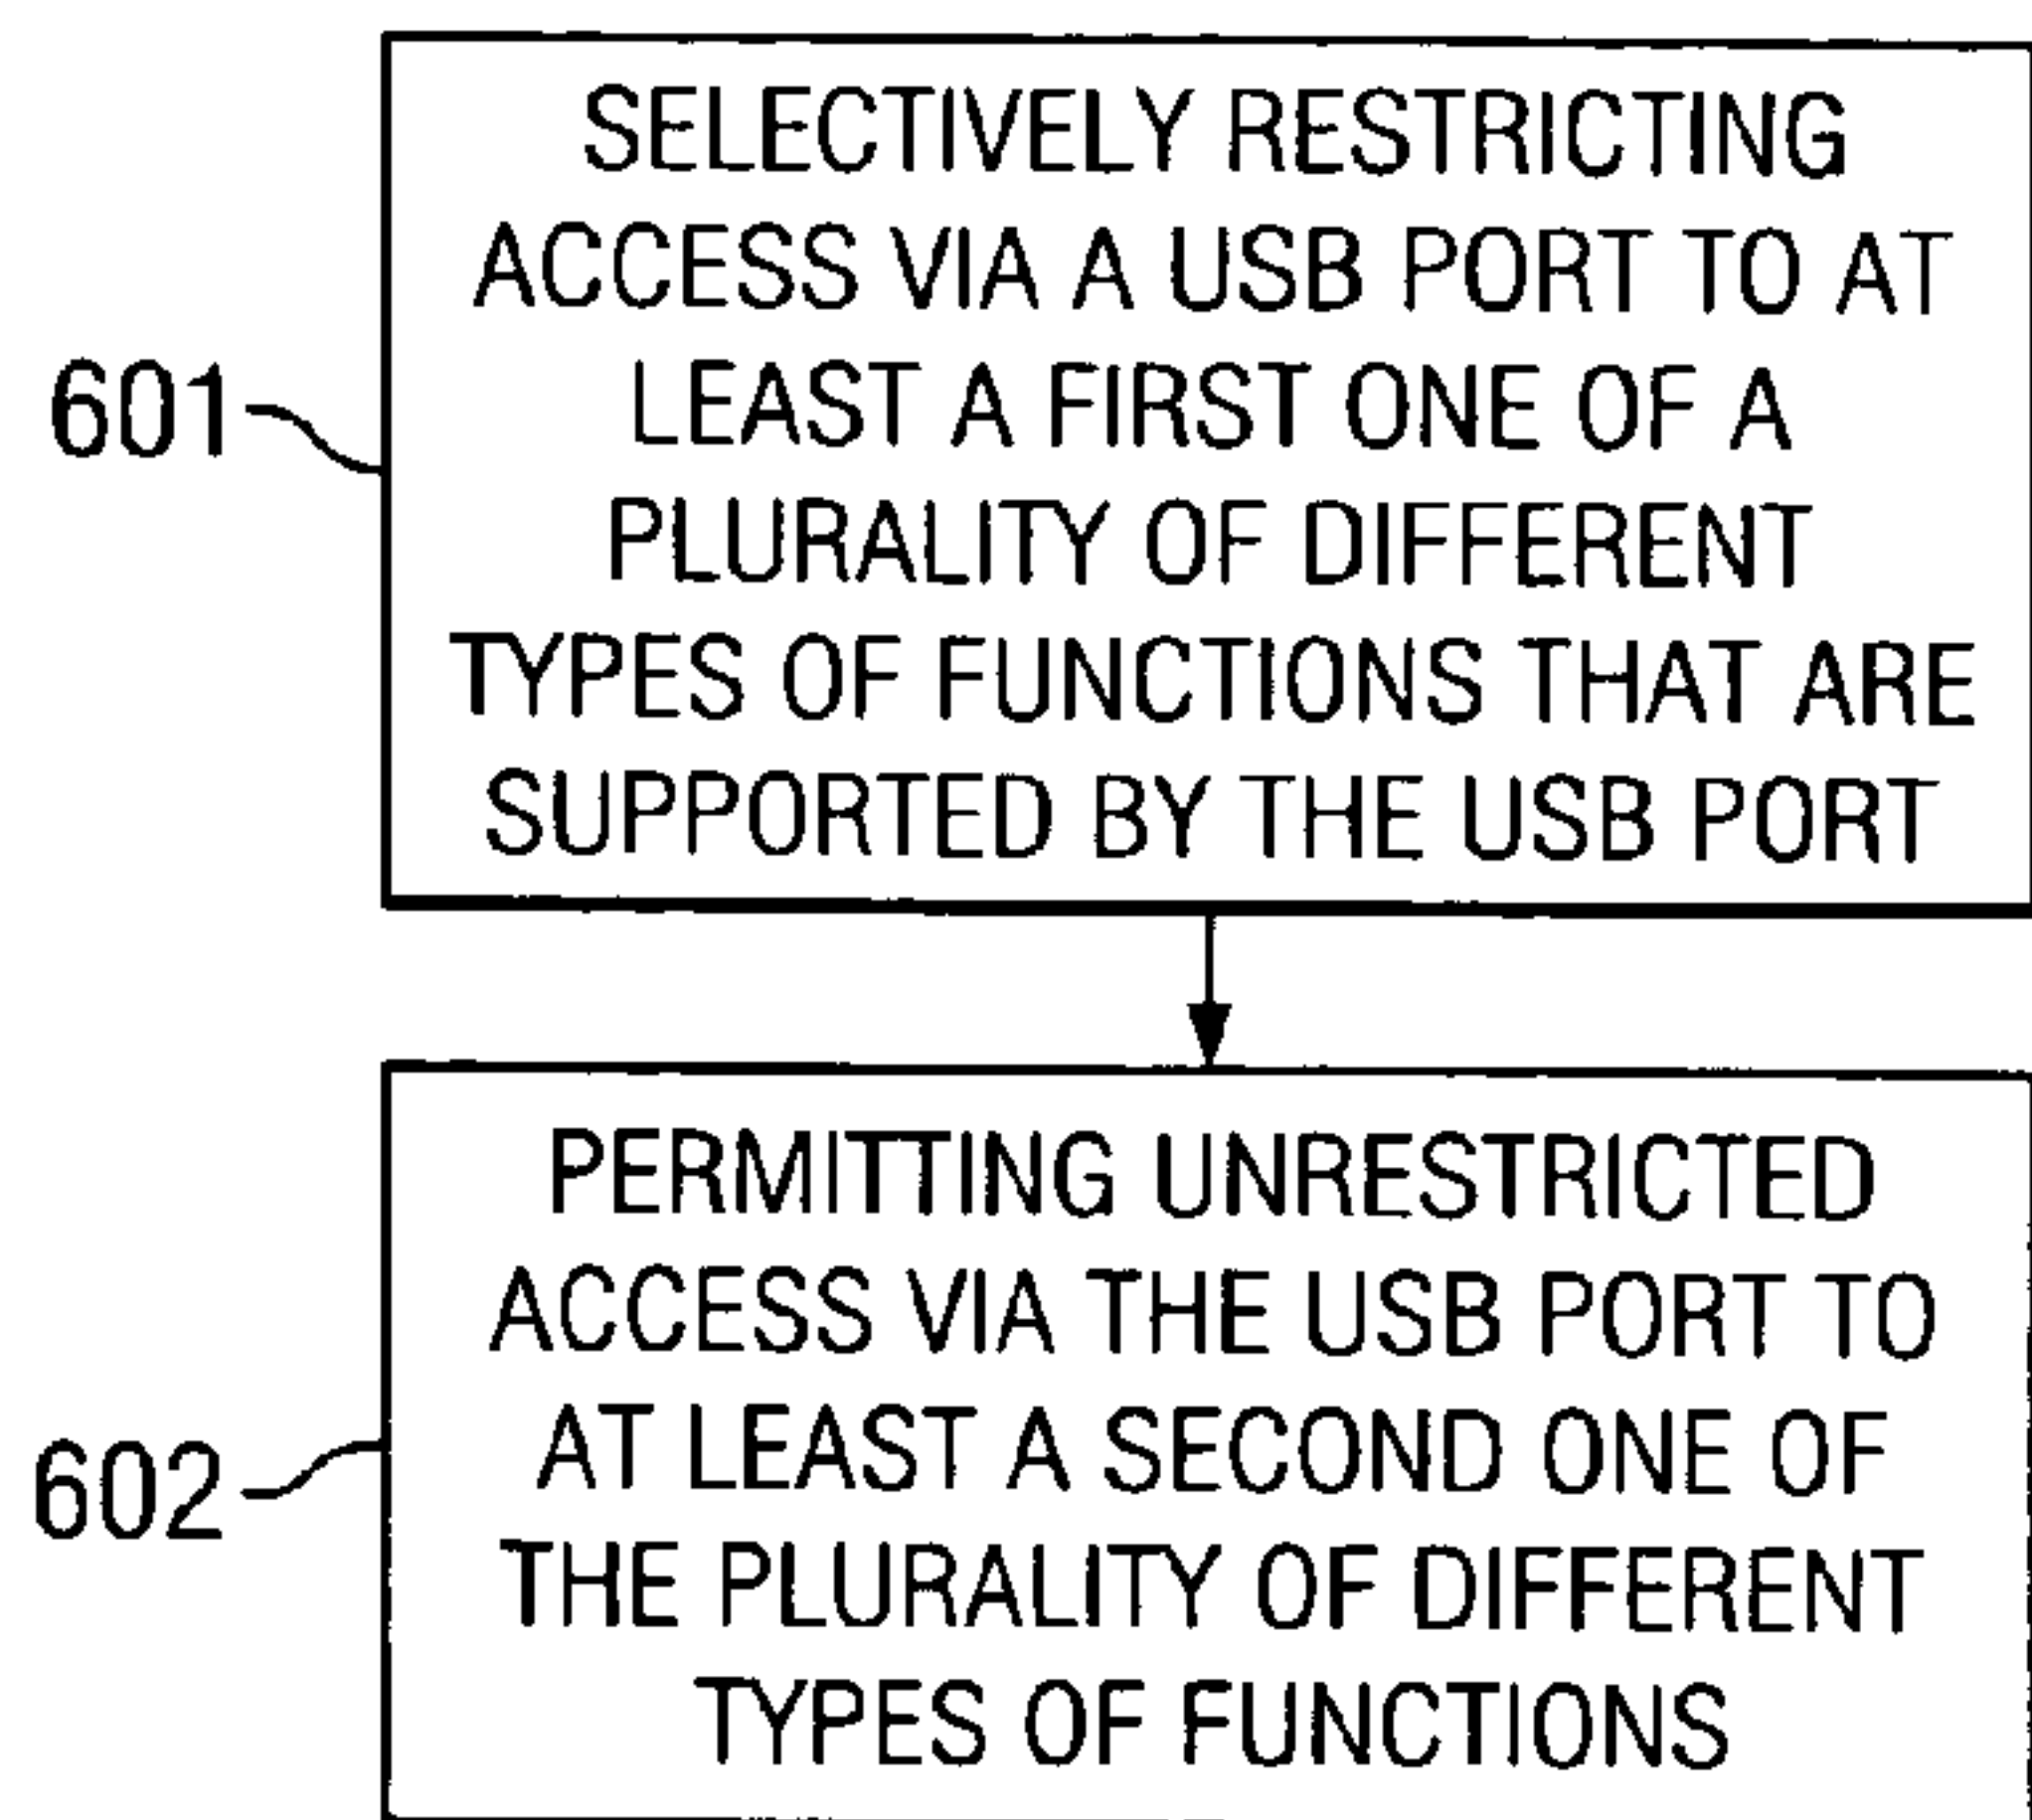 SELECTIVELY RESTRICTING
ACCESS VIA A USB PORT TO AT
LEAST A FIRST ONE OF A
PLURALITY OF DIFFERENT
TYPES OF FUNCTIONS THAT ARE
SUPPORTED BY THE USB PORT
601
PERMITTING UNRESTRICTED
ACCESS VIA THE USB PORT TO
AT LEAST A SECOND ONE OF
THE PLURALITY OF DIFFERENT
TYPES OF FUNCTIONS
602